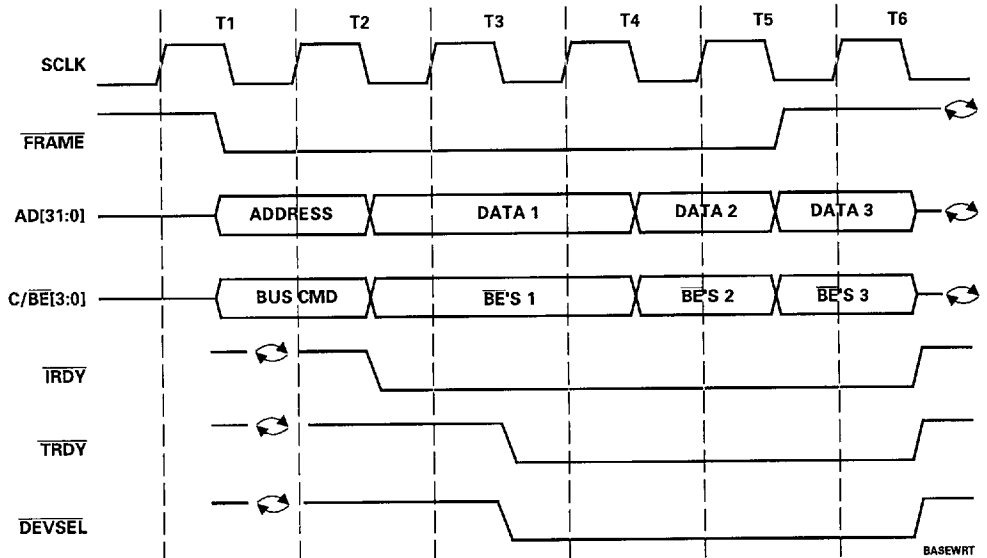 T1 T2 T3 T4 T5 T6
SCLK
FRAME
AD[31:0] ADDRESS DATA 1 DATA 2 DATA 3
C/BE[3:0] BUS CMD BE'S 1 BE'S 2 BE'S 3
IRDY
TRDY
DEVSEL
BASEWRT